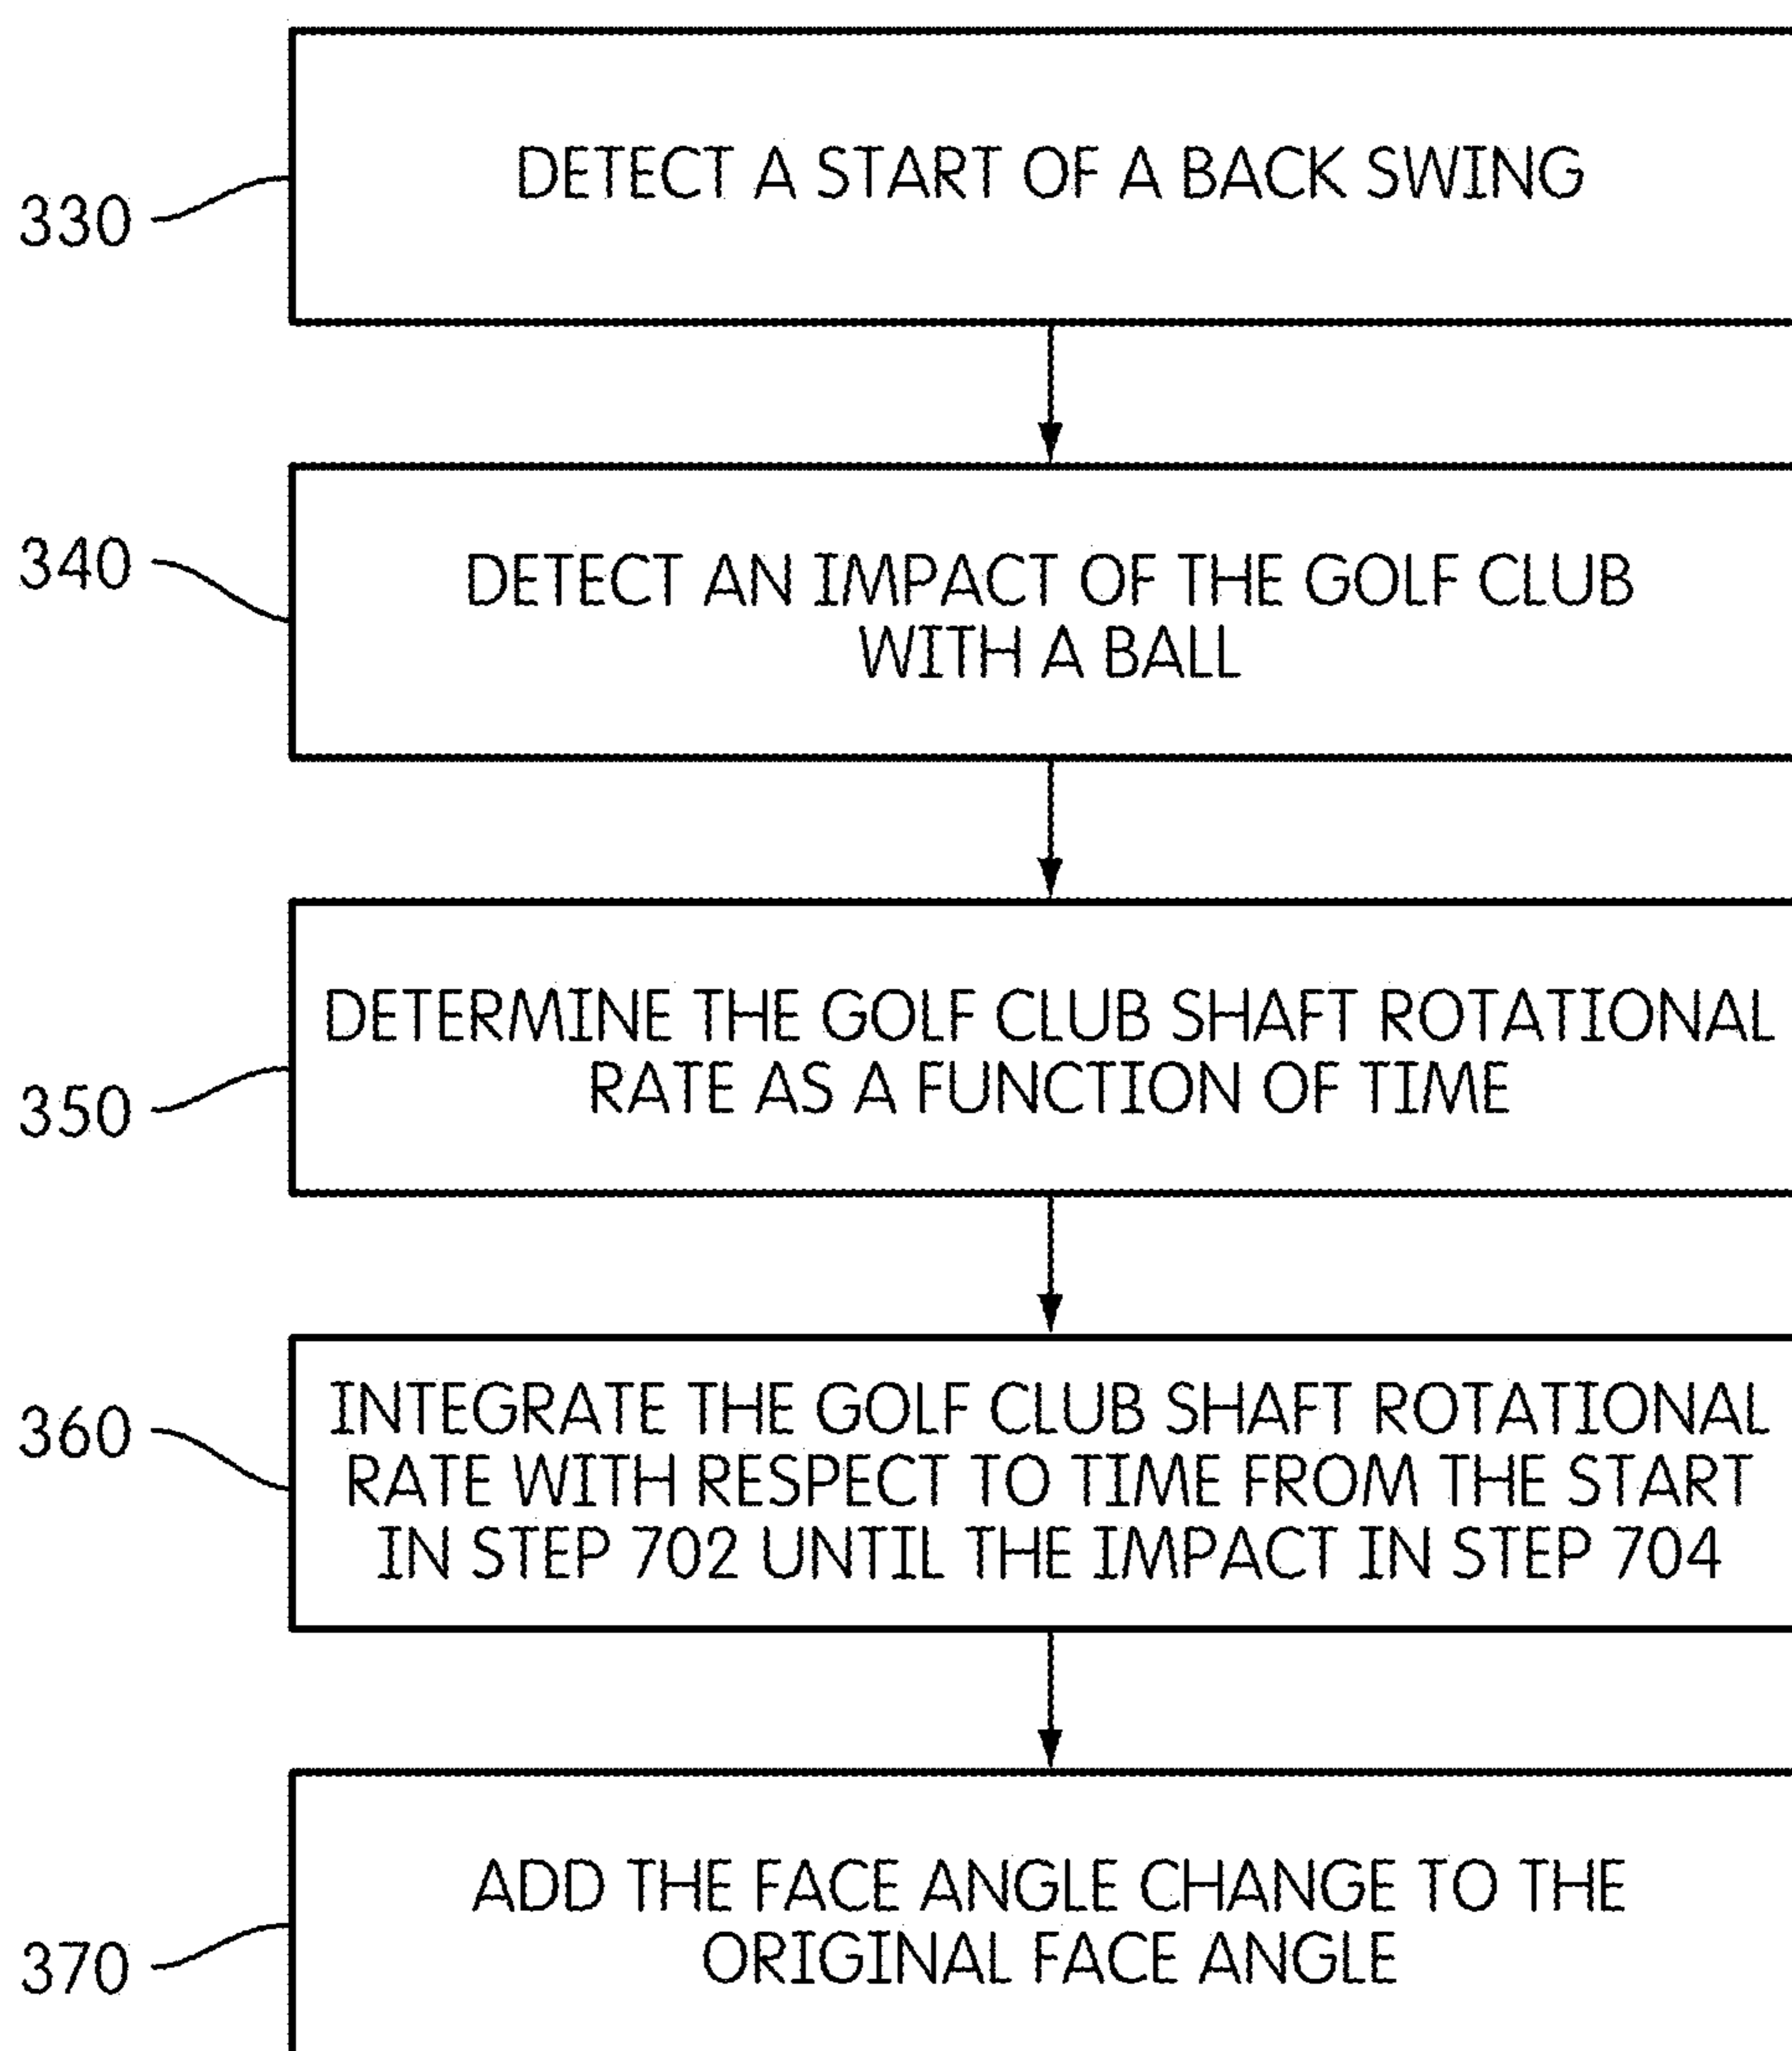 330
DETECT A START OF A BACK SWING
340
DETECT AN IMPACT OF THE GOLF CLUB
WITH A BALL
350
DETERMINE THE GOLF CLUB SHAFT ROTATIONAL
RATE AS A FUNCTION OF TIME
360
INTEGRATE THE GOLF CLUB SHAFT ROTATIONAL
RATE WITH RESPECT TO TIME FROM THE START
IN STEP 702 UNTIL THE IMPACT IN STEP 704
370
ADD THE FACE ANGLE CHANGE TO THE
ORIGINAL FACE ANGLE